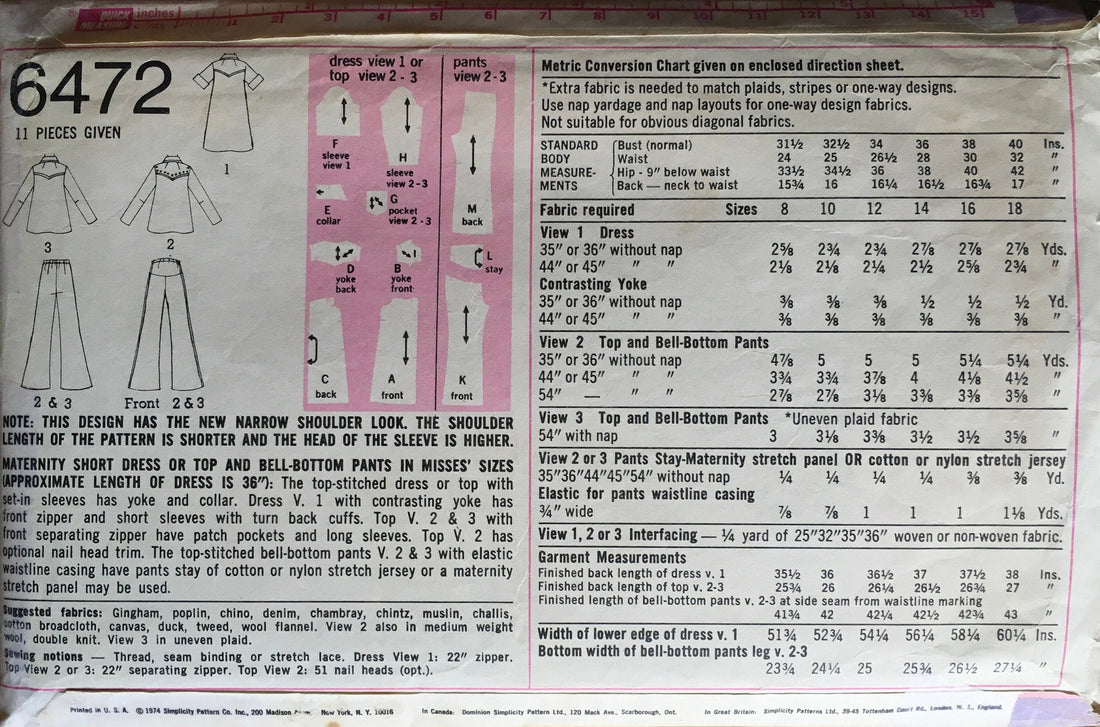 inches
1 2 3 4 5 6 7 8 9 10 11 12 13 14 15
6472
11 PIECES GIVEN
1
3 2
2 & 3 Front 2&3
dress view 1 or pants
top view 2 - 3 view 2-3
F
sleeve
view 1
H
sleeve
view 2-3
E
collar
G
pocket
view 2 - 3
M
back
D
yoke
back
B
yoke
front
L
stay
C
back
A
front
K
front
NOTE: THIS DESIGN HAS THE NEW NARROW SHOULDER LOOK. THE SHOULDER
LENGTH OF THE PATTERN IS SHORTER AND THE HEAD OF THE SLEEVE IS HIGHER.
MATERNITY SHORT DRESS OR TOP AND BELL-BOTTOM PANTS IN MISSES' SIZES
(APPROXIMATE LENGTH OF DRESS IS 36"): The top-stitched dress or top with
set-in sleeves has yoke and collar. Dress V. 1 with contrasting yoke has
front zipper and short sleeves with turn back cuffs. Top V. 2 & 3 with
front separating zipper have patch pockets and long sleeves. Top V. 2 has
optional nail head trim. The top-stitched bell-bottom pants V. 2 & 3 with elastic
waistline casing have pants stay of cotton or nylon stretch jersey or a maternity
stretch panel may be used.
Suggested fabrics: Gingham, poplin, chino, denim, chambray, chintz, muslin, challis,
cotton broadcloth, canvas, duck, tweed, wool flannel. View 2 also in medium weight
wool, double knit. View 3 in uneven plaid.
Sewing notions — Thread, seam binding or stretch lace. Dress View 1: 22" zipper.
Top View 2 or 3: 22" separating zipper. Top View 2: 51 nail heads (opt.).
Metric Conversion Chart given on enclosed direction sheet.
*Extra fabric is needed to match plaids, stripes or one-way designs.
Use nap yardage and nap layouts for one-way design fabrics.
Not suitable for obvious diagonal fabrics.
STANDARD Bust (normal) 31½ 32½ 34 36 38 40 Ins.
BODY Waist 24 25 26½ 28 30 32 "
MEASURE- Hip - 9" below waist 33½ 34½ 36 38 40 42 "
MENTS Back — neck to waist 15¾ 16 16¼ 16½ 16¾ 17 "
Fabric required Sizes 8 10 12 14 16 18
View 1 Dress
35" or 36" without nap 2⅝ 2¾ 2¾ 2⅞ 2⅞ 2⅞ Yds.
44" or 45" " " 2⅛ 2⅛ 2¼ 2½ 2⅝ 2¾ "
Contrasting Yoke
35" or 36" without nap ⅜ ⅜ ⅜ ½ ½ ½ Yd.
44" or 45" " " ⅜ ⅜ ⅜ ⅜ ⅜ ⅜ "
View 2 Top and Bell-Bottom Pants
35" or 36" without nap 4⅞ 5 5 5 5¼ 5¼ Yds.
44" or 45" " " 3¾ 3¾ 3⅞ 4 4⅛ 4½ "
54" — " " 2⅞ 2⅞ 3⅛ 3⅜ 3⅜ 3⅝ "
View 3 Top and Bell-Bottom Pants *Uneven plaid fabric
54" with nap 3 3⅛ 3⅜ 3½ 3½ 3⅝ "
View 2 or 3 Pants Stay-Maternity stretch panel OR cotton or nylon stretch jersey
35"36"44"45"54" without nap ¼ ¼ ¼ ¼ ⅜ ⅜ Yd.
Elastic for pants waistline casing
¾" wide ⅞ ⅞ 1 1 1 1⅛ Yds.
View 1, 2 or 3 Interfacing — ¼ yard of 25"32"35"36" woven or non-woven fabric.
Garment Measurements
Finished back length of dress v. 1 35½ 36 36½ 37 37½ 38 Ins.
Finished back length of top v. 2-3 25¾ 26 26¼ 26½ 26¾ 27 "
Finished length of bell-bottom pants v. 2-3 at side seam from waistline marking
41¾ 42 42¼ 42½ 42¾ 43 "
Width of lower edge of dress v. 1 51¾ 52¾ 54¼ 56¼ 58¼ 60¼ Ins.
Bottom width of bell-bottom pants leg v. 2-3
23¾ 24¼ 25 25¾ 26½ 27¼ "
Printed in U. S. A. © 1974 Simplicity Pattern Co. Inc., 200 Madison New York, N. Y. 10016 In Canada: Dominion Simplicity Pattern Ltd., 120 Mack Ave., Scarborough, Ont. In Great Britain: Simplicity Patterns Ltd., 39-45 Tottenham Court Rd., London, W. 1., England.